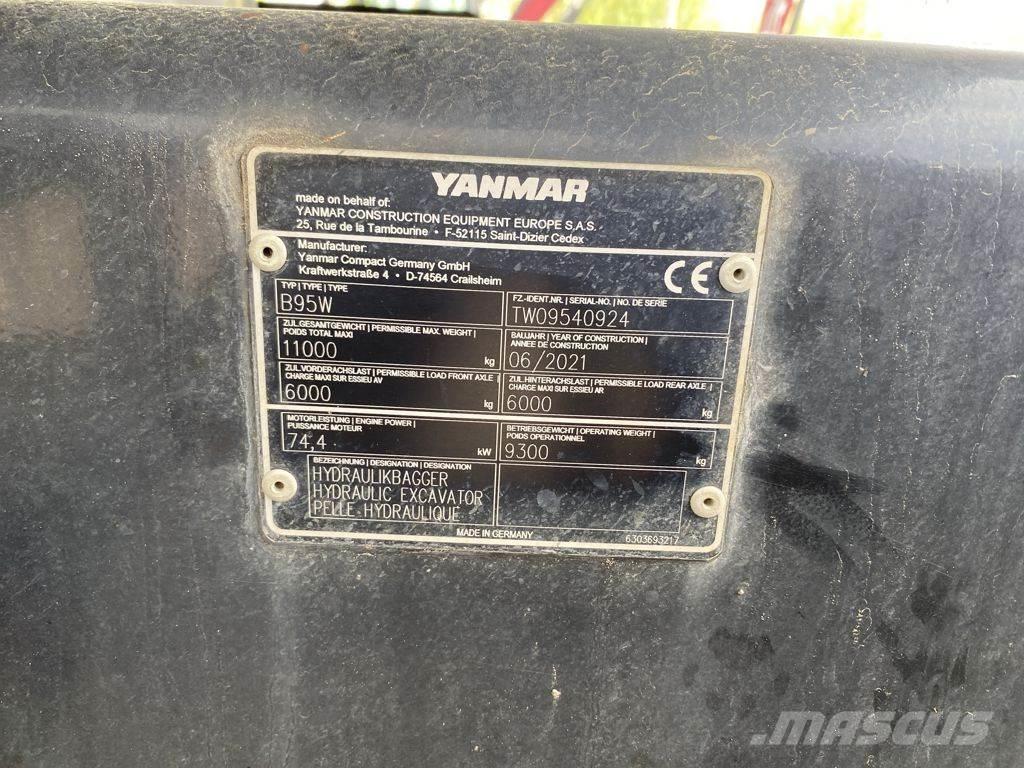 YANMAR
made on behalf of:
YANMAR CONSTRUCTION EQUIPMENT EUROPE S.A.S.
25, Rue de la Tambourine • F-52115 Saint-Dizier Cedex
Manufacturer:
Yanmar Compact Germany GmbH
Kraftwerkstraße 4 • D-74564 Crailsheim
CE
TYP | TYPE | TYPE
B95W
FZ.-IDENT.NR. | SERIAL-NO. | NO. DE SERIE
TW09540924
ZUL.GESAMTGEWICHT | PERMISSIBLE MAX. WEIGHT |
POIDS TOTAL MAXI
11000 kg
BAUJAHR | YEAR OF CONSTRUCTION |
ANNEE DE CONSTRUCTION
06/2021
ZUL.VORDERACHSLAST | PERMISSIBLE LOAD FRONT AXLE |
CHARGE MAXI SUR ESSIEU AV
6000 kg
ZUL.HINTERACHSLAST | PERMISSIBLE LOAD REAR AXLE |
CHARGE MAXI SUR ESSIEU AR
6000 kg
MOTORLEISTUNG | ENGINE POWER |
PUISSANCE MOTEUR
74,4 kW
BETRIEBSGEWICHT | OPERATING WEIGHT |
POIDS OPERATIONNEL
9300 kg
BEZEICHNUNG | DESIGNATION | DESIGNATION
HYDRAULIKBAGGER
HYDRAULIC EXCAVATOR
PELLE HYDRAULIQUE
MADE IN GERMANY
6303693217
MASCUS